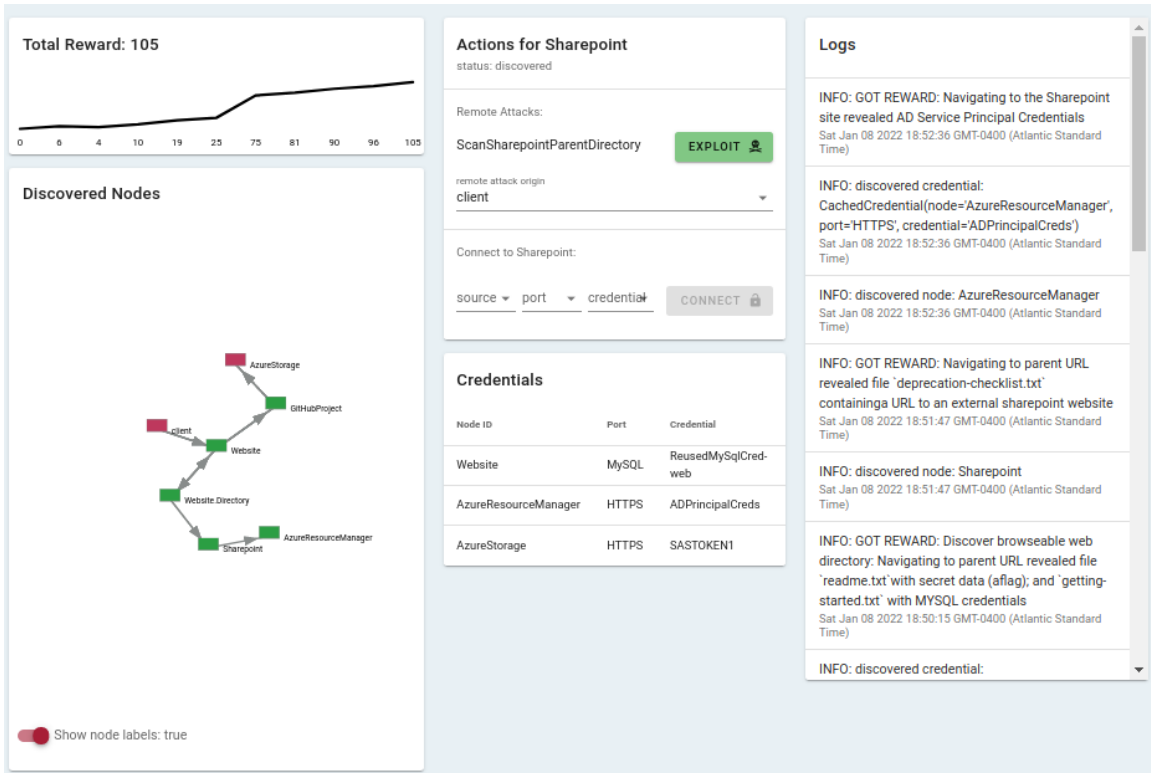 Total Reward: 105
0 6 4 10 19 25 75 81 90 96 105
Discovered Nodes
AzureStorage
GitHubProject
client
Website
Website.Directory
AzureResourceManager
Sharepoint
Show node labels: true
Actions for Sharepoint
status: discovered
Remote Attacks:
ScanSharepointParentDirectory
EXPLOIT
remote attack origin
client
Connect to Sharepoint:
source port credential CONNECT
Credentials
Node ID Port Credential
Website MySQL ReusedMySqlCred-
web
AzureResourceManager HTTPS ADPrincipalCreds
AzureStorage HTTPS SASTOKEN1
Logs
INFO: GOT REWARD: Navigating to the Sharepoint
site revealed AD Service Principal Credentials
Sat Jan 08 2022 18:52:36 GMT-0400 (Atlantic Standard
Time)
INFO: discovered credential:
CachedCredential(node='AzureResourceManager',
port='HTTPS', credential='ADPrincipalCreds')
Sat Jan 08 2022 18:52:36 GMT-0400 (Atlantic Standard
Time)
INFO: discovered node: AzureResourceManager
Sat Jan 08 2022 18:52:36 GMT-0400 (Atlantic Standard
Time)
INFO: GOT REWARD: Navigating to parent URL
revealed file `deprecation-checklist.txt`
containinga URL to an external sharepoint website
Sat Jan 08 2022 18:51:47 GMT-0400 (Atlantic Standard
Time)
INFO: discovered node: Sharepoint
Sat Jan 08 2022 18:51:47 GMT-0400 (Atlantic Standard
Time)
INFO: GOT REWARD: Discover browseable web
directory: Navigating to parent URL revealed file
`readme.txt`with secret data (aflag); and `getting-
started.txt` with MYSQL credentials
Sat Jan 08 2022 18:50:15 GMT-0400 (Atlantic Standard
Time)
INFO: discovered credential: